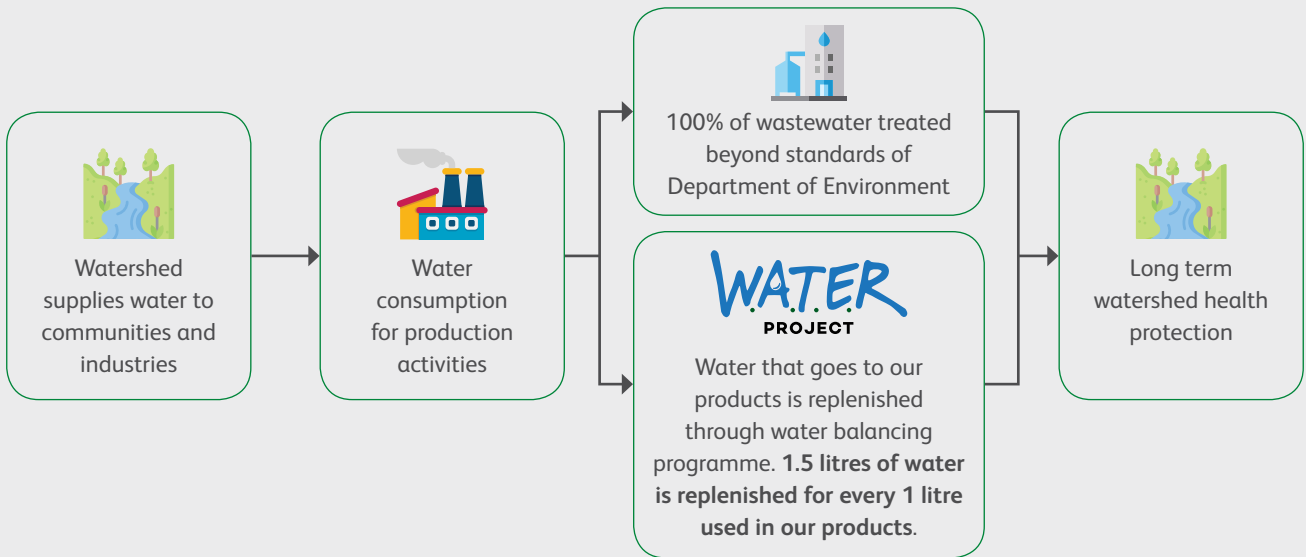 Watershed
supplies water to
communities and
industries
Water
consumption
for production
activities
100% of wastewater treated
beyond standards of
Department of Environment
W.A.T.E.R
PROJECT
Water that goes to our
products is replenished
through water balancing
programme. 1.5 litres of water
is replenished for every 1 litre
used in our products.
Long term
watershed health
protection